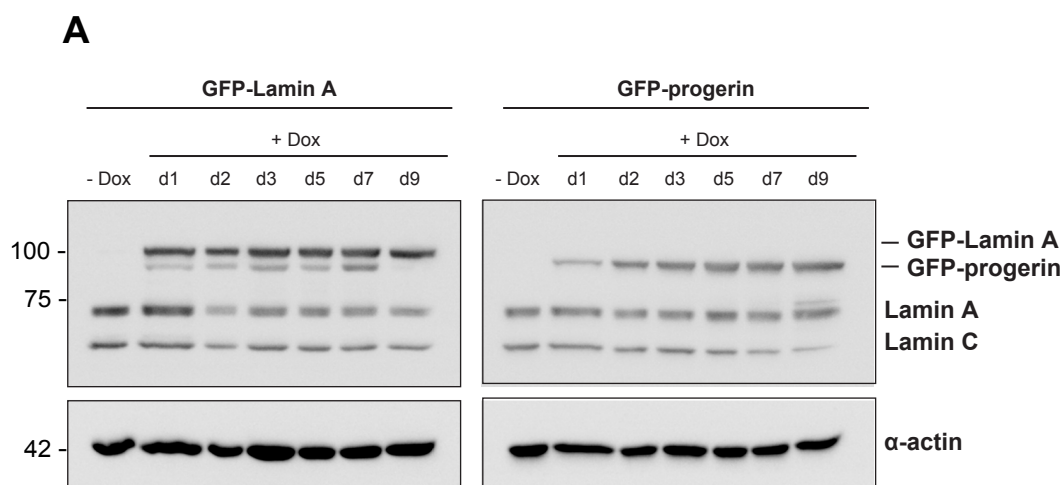 A
GFP-Lamin A
GFP-progerin
+ Dox
+ Dox
- Dox d1 d2 d3 d5 d7 d9
- Dox d1 d2 d3 d5 d7 d9
100 -
75 -
– GFP-Lamin A
– GFP-progerin
Lamin A
Lamin C
42 -
α-actin